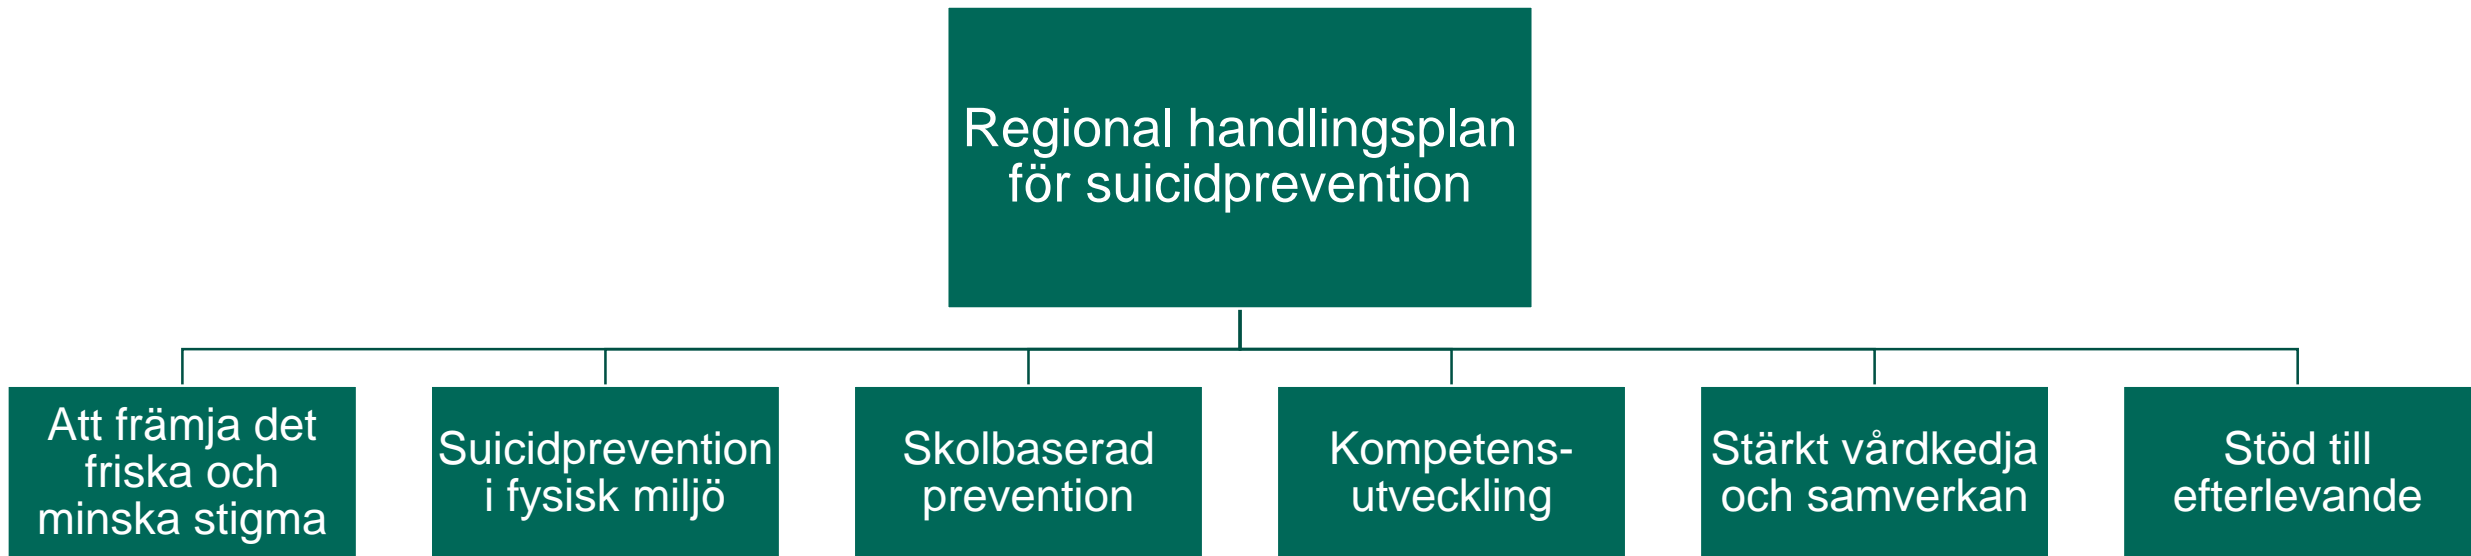 Regional handlingsplan
för suicidprevention
Att främja det
friska och
minska stigma
Suicidprevention
i fysisk miljö
Skolbaserad
prevention
Kompetens-
utveckling
Stärkt vårdkedja
och samverkan
Stöd till
efterlevande